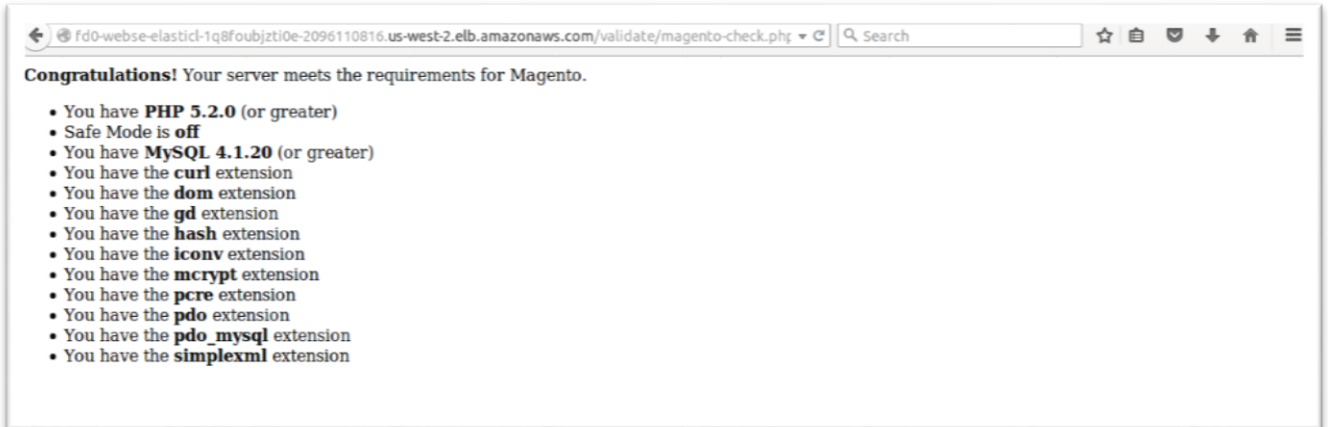 fd0-webse-elasticl-1q8foubjzti0e-2096110816.us-west-2.elb.amazonaws.com/validate/magento-check.php
Search
Congratulations! Your server meets the requirements for Magento.
• You have PHP 5.2.0 (or greater)
• Safe Mode is off
• You have MySQL 4.1.20 (or greater)
• You have the curl extension
• You have the dom extension
• You have the gd extension
• You have the hash extension
• You have the iconv extension
• You have the mcrypt extension
• You have the pcre extension
• You have the pdo extension
• You have the pdo_mysql extension
• You have the simplexml extension